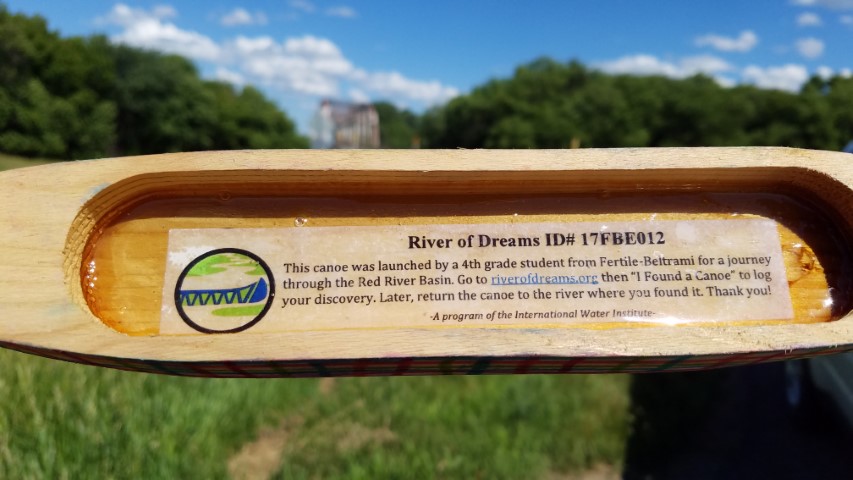 River of Dreams ID# 17FBE012
This canoe was launched by a 4th grade student from Fertile-Beltrami for a journey
through the Red River Basin. Go to riverofdreams.org then "I Found a Canoe" to log
your discovery. Later, return the canoe to the river where you found it. Thank you!
-A program of the International Water Institute-